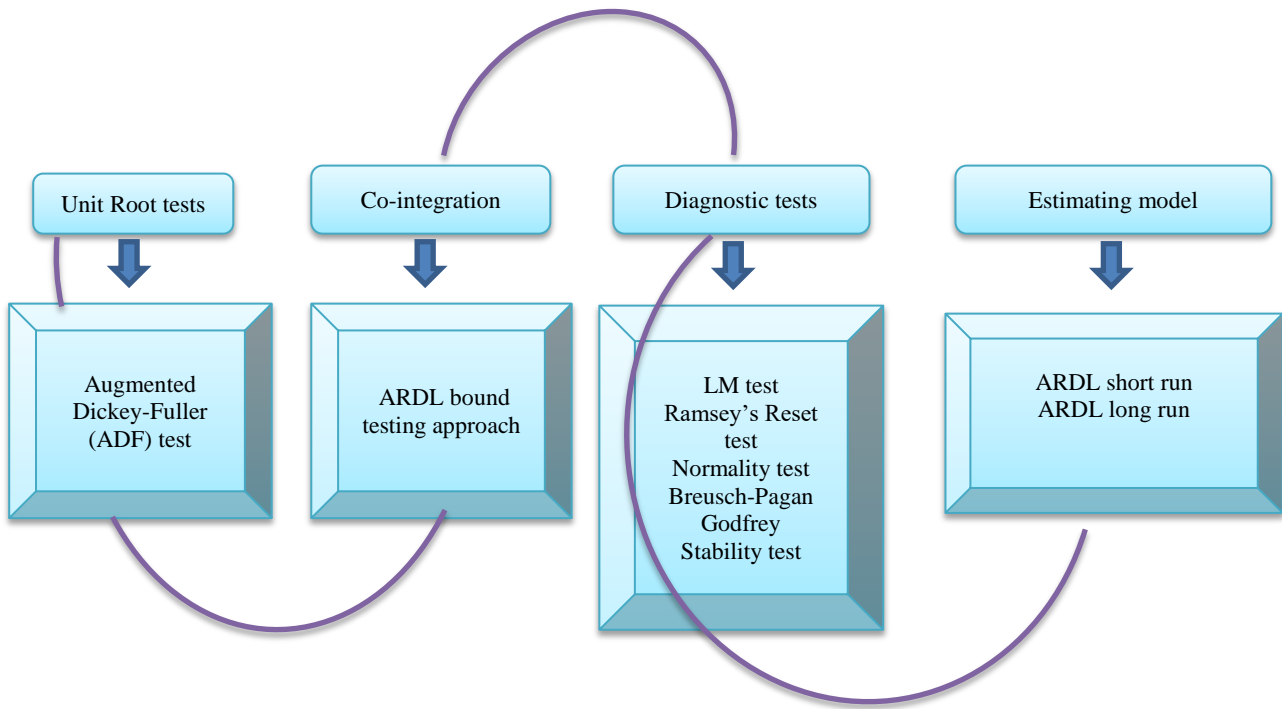 Unit Root tests
Co-integration
Diagnostic tests
Estimating model
Augmented
Dickey-Fuller
(ADF) test
ARDL bound
testing approach
LM test
Ramsey’s Reset
test
Normality test
Breusch-Pagan
Godfrey
Stability test
ARDL short run
ARDL long run